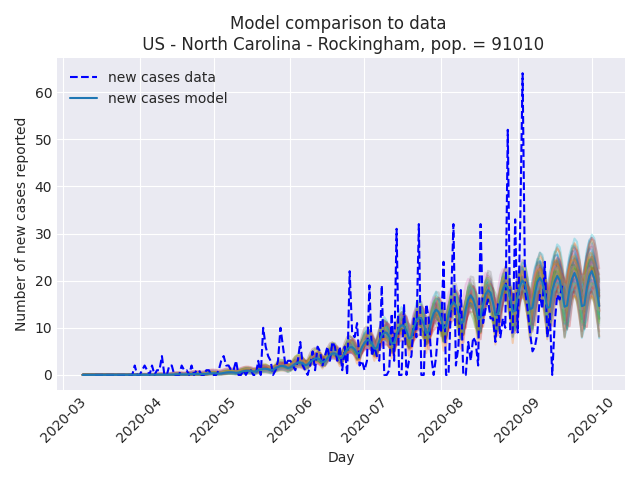 Model comparison to data
US - North Carolina - Rockingham, pop. = 91010
new cases data
new cases model
Number of new cases reported
60
50
40
30
20
10
0
2020-03
2020-04
2020-05
2020-06
2020-07
2020-08
2020-09
2020-10
Day